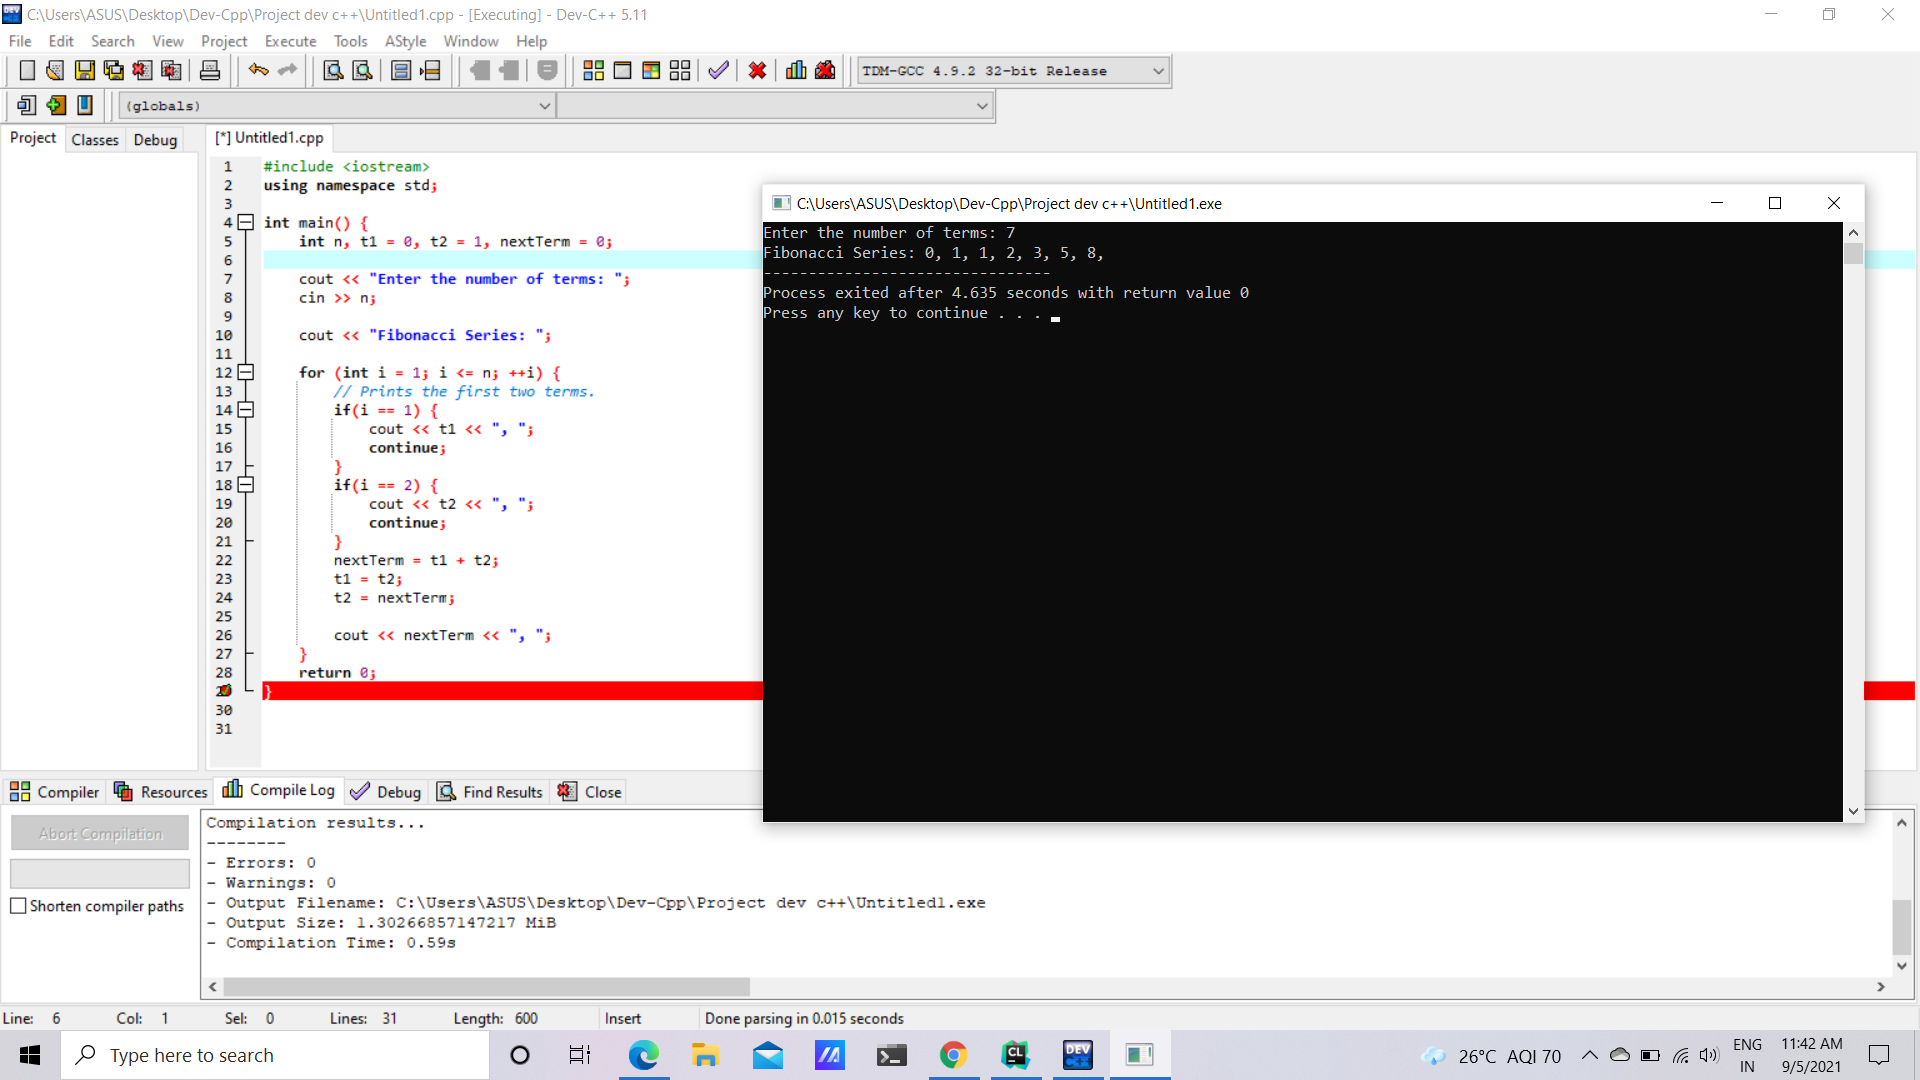 C:\Users\ASUS\Desktop\Dev-Cpp\Project dev c++\Untitled1.cpp - [Executing] - Dev-C++ 5.11
File Edit Search View Project Execute Tools AStyle Window Help
TDM-GCC 4.9.2 32-bit Release
(globals)
Project Classes Debug
[*] Untitled1.cpp
1 #include <iostream>
2 using namespace std;
3
4 int main() {
5 int n, t1 = 0, t2 = 1, nextTerm = 0;
6
7 cout << "Enter the number of terms: ";
8 cin >> n;
9
10 cout << "Fibonacci Series: ";
11
12 for (int i = 1; i <= n; ++i) {
13 // Prints the first two terms.
14 if(i == 1) {
15 cout << t1 << ", ";
16 continue;
17 }
18 if(i == 2) {
19 cout << t2 << ", ";
20 continue;
21 }
22 nextTerm = t1 + t2;
23 t1 = t2;
24 t2 = nextTerm;
25
26 cout << nextTerm << ", ";
27 }
28 return 0;
}
30
31
C:\Users\ASUS\Desktop\Dev-Cpp\Project dev c++\Untitled1.exe
Enter the number of terms: 7
Fibonacci Series: 0, 1, 1, 2, 3, 5, 8,
--------------------------------
Process exited after 4.635 seconds with return value 0
Press any key to continue . . .
Compiler Resources Compile Log Debug Find Results Close
Abort Compilation
Shorten compiler paths
Compilation results...
--------
- Errors: 0
- Warnings: 0
- Output Filename: C:\Users\ASUS\Desktop\Dev-Cpp\Project dev c++\Untitled1.exe
- Output Size: 1.30266857147217 MiB
- Compilation Time: 0.59s
Line: 6 Col: 1 Sel: 0 Lines: 31 Length: 600 Insert Done parsing in 0.015 seconds
Type here to search
CL
DEV C++
26°C AQI 70
ENG
IN
11:42 AM
9/5/2021